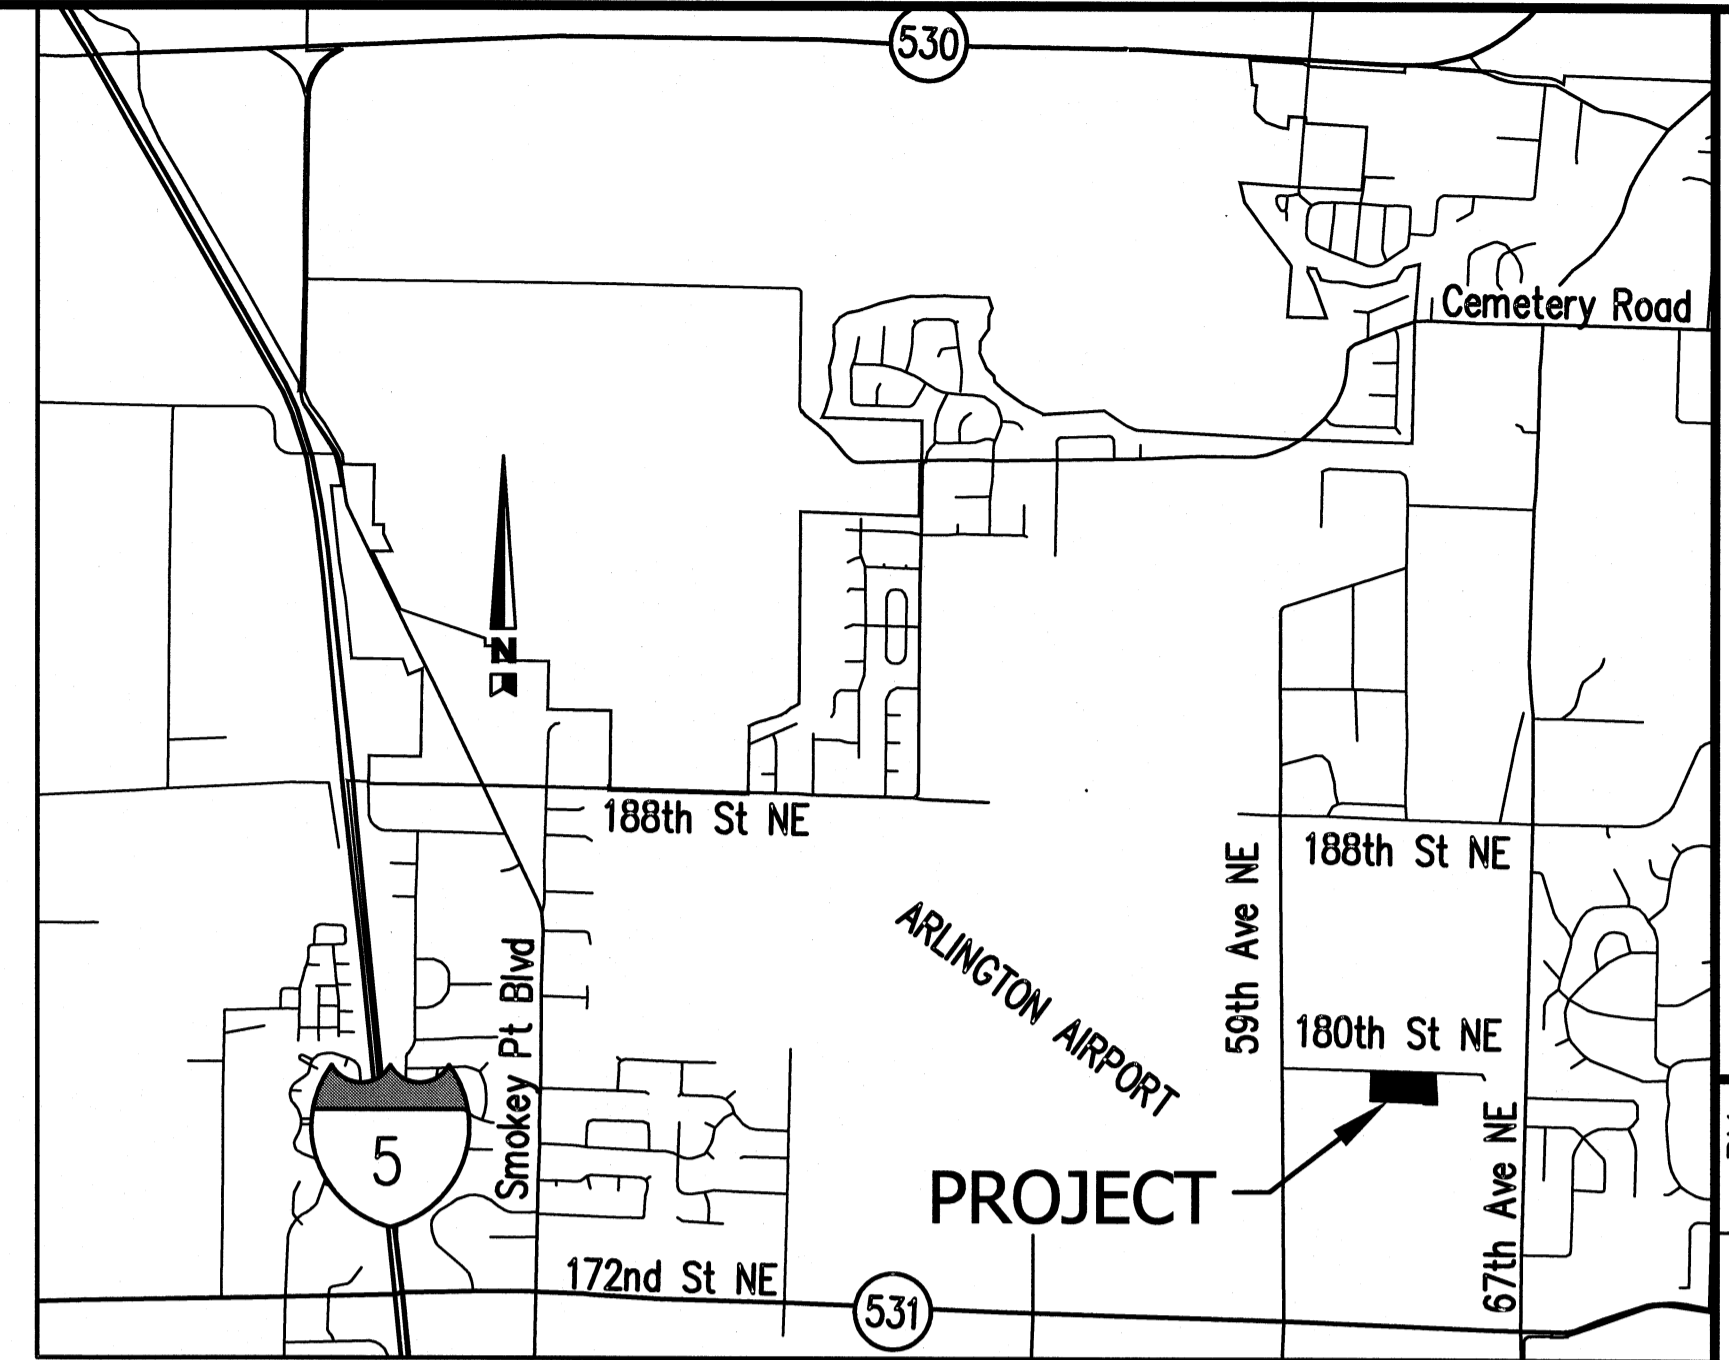 530
Cemetery Road
N
188th St NE
188th St NE
59th Ave NE
ARLINGTON AIRPORT
Smokey Pt Blvd
180th St NE
5
PROJECT
67th Ave NE
172nd St NE
531